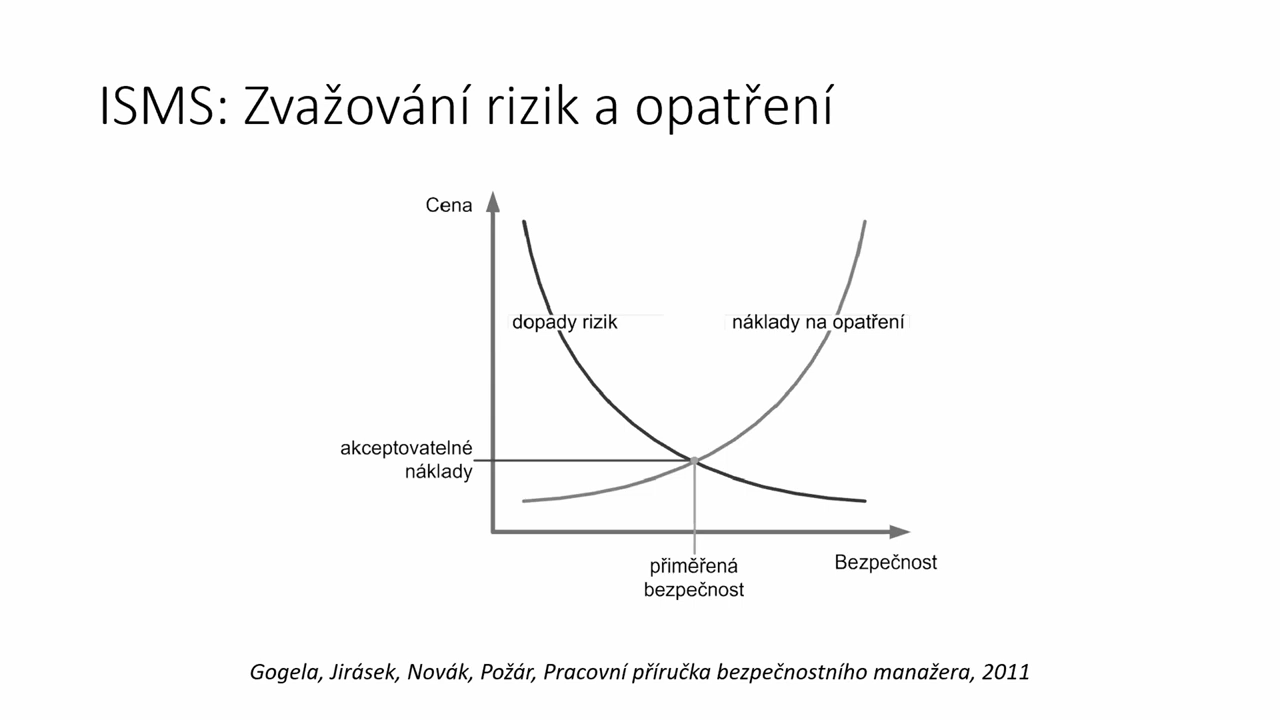 ISMS: Zvažování rizik a opatření
Cena
dopady rizik
náklady na opatření
akceptovatelné
náklady
přiměřená
bezpečnost
Bezpečnost
Gogela, Jirásek, Novák, Požár, Pracovní příručka bezpečnostního manažera, 2011